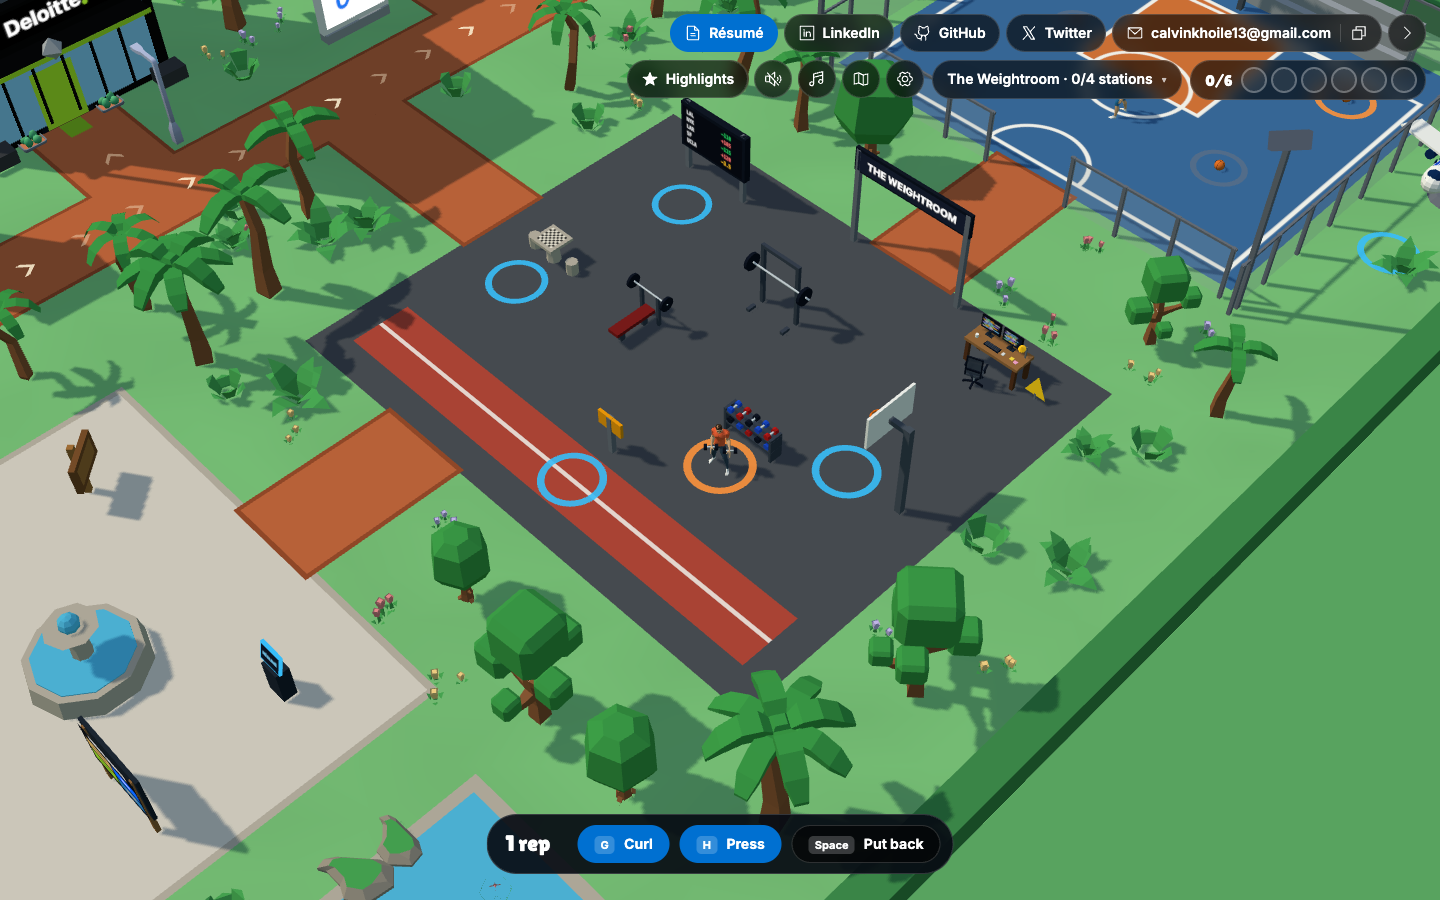 Deloitte.
Résumé
LinkedIn
GitHub
Twitter
calvinkhoile13@gmail.com
Highlights
The Weightroom · 0/4 stations
0/6
THE WEIGHTROOM
1 rep
G Curl
H Press
Space Put back